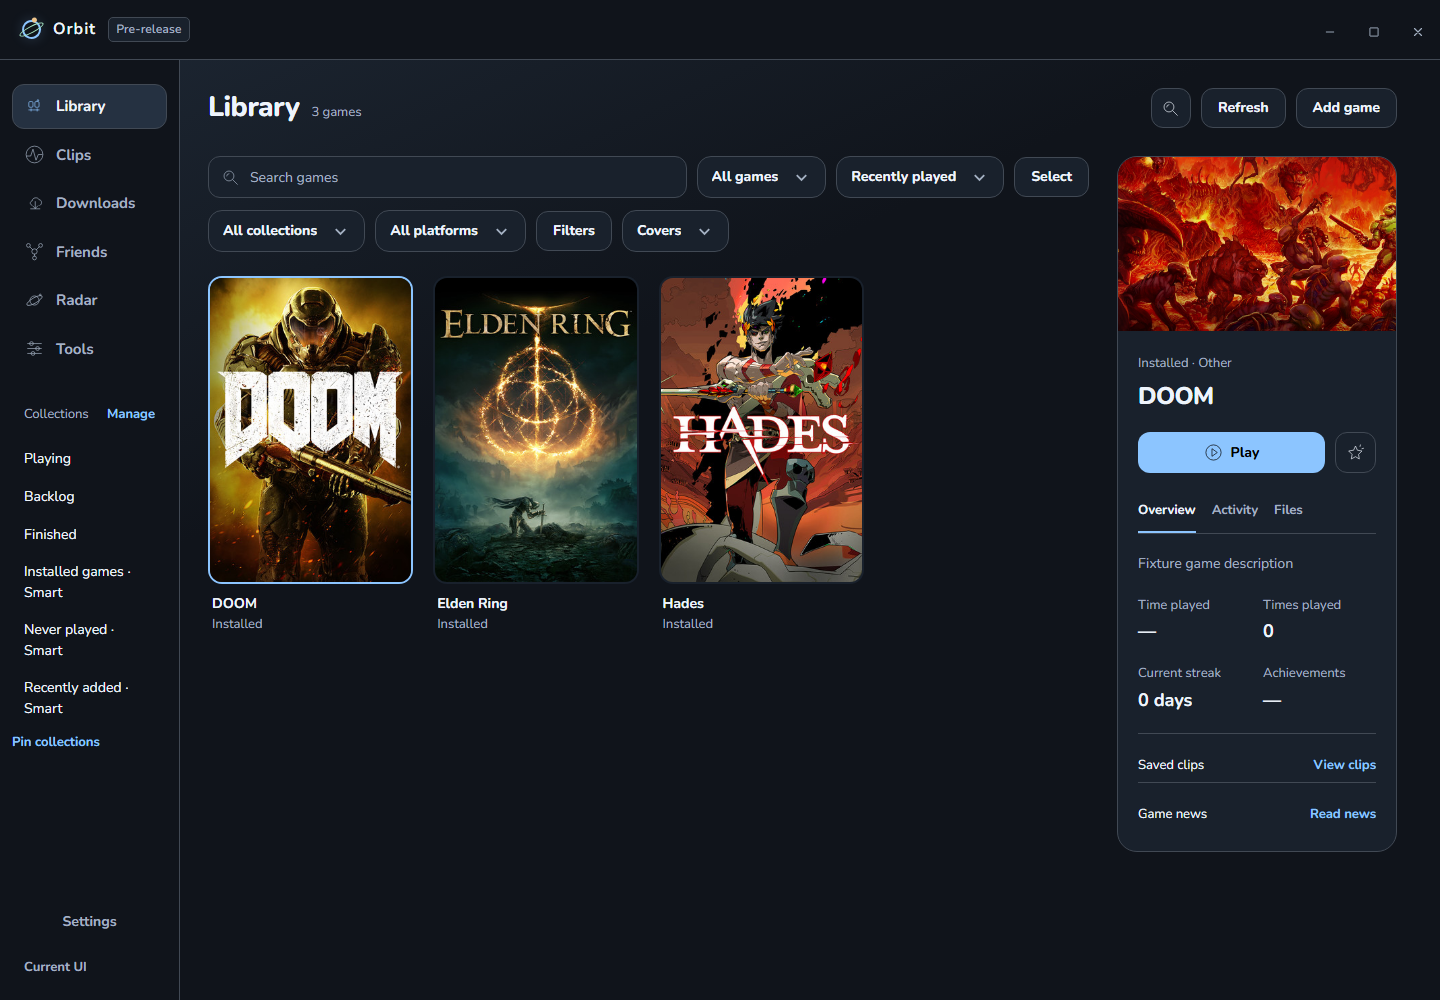 Orbit
Pre-release
Library
Clips
Downloads
Friends
Radar
Tools
Collections
Manage
Playing
Backlog
Finished
Installed games ·
Smart
Never played ·
Smart
Recently added ·
Smart
Pin collections
Settings
Current UI
Library
3 games
Refresh
Add game
Search games
All games
Recently played
Select
All collections
All platforms
Filters
Covers
DOOM
ELDEN RING
HADES
DOOM
Installed
Elden Ring
Installed
Hades
Installed
Installed · Other
DOOM
Play
Overview
Activity
Files
Fixture game description
Time played
—
Times played
0
Current streak
0 days
Achievements
—
Saved clips
View clips
Game news
Read news